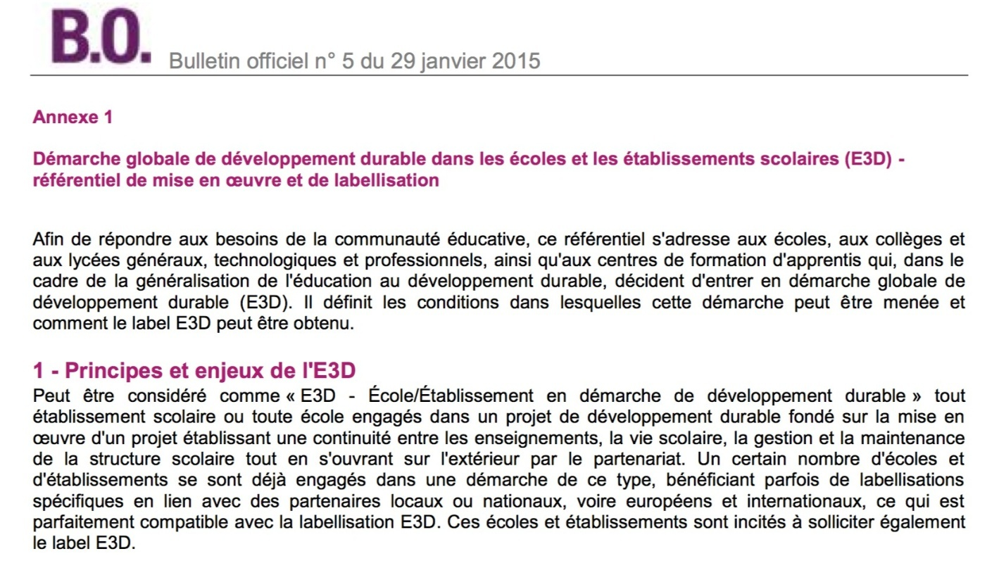 B.O.
Bulletin officiel n° 5 du 29 janvier 2015
Annexe 1
Démarche globale de développement durable dans les écoles et les établissements scolaires (E3D) -
référentiel de mise en œuvre et de labellisation
Afin de répondre aux besoins de la communauté éducative, ce référentiel s'adresse aux écoles, aux collèges et
aux lycées généraux, technologiques et professionnels, ainsi qu'aux centres de formation d'apprentis qui, dans le
cadre de la généralisation de l'éducation au développement durable, décident d'entrer en démarche globale de
développement durable (E3D). Il définit les conditions dans lesquelles cette démarche peut être menée et
comment le label E3D peut être obtenu.
1 - Principes et enjeux de l'E3D
Peut être considéré comme « E3D - École/Établissement en démarche de développement durable » tout
établissement scolaire ou toute école engagés dans un projet de développement durable fondé sur la mise en
œuvre d'un projet établissant une continuité entre les enseignements, la vie scolaire, la gestion et la maintenance
de la structure scolaire tout en s'ouvrant sur l'extérieur par le partenariat. Un certain nombre d'écoles et
d'établissements se sont déjà engagés dans une démarche de ce type, bénéficiant parfois de labellisations
spécifiques en lien avec des partenaires locaux ou nationaux, voire européens et internationaux, ce qui est
parfaitement compatible avec la labellisation E3D. Ces écoles et établissements sont incités à solliciter également
le label E3D.